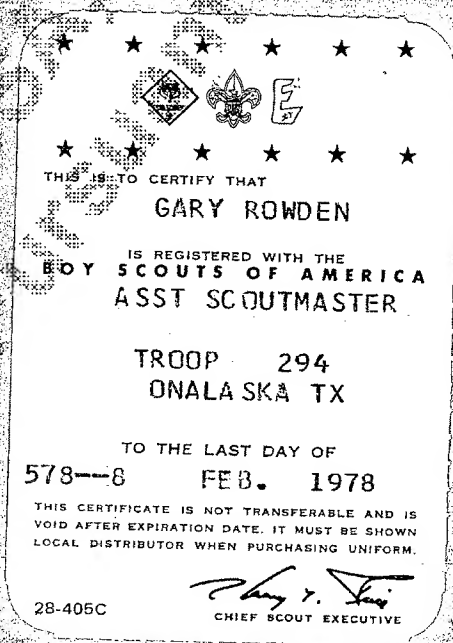 THIS IS TO CERTIFY THAT
GARY ROWDEN
IS REGISTERED WITH THE
BOY SCOUTS OF AMERICA
ASST SCOUTMASTER
TROOP 294
ONALASKA TX
TO THE LAST DAY OF
578--8 FEB. 1978
THIS CERTIFICATE IS NOT TRANSFERABLE AND IS
VOID AFTER EXPIRATION DATE. IT MUST BE SHOWN
LOCAL DISTRIBUTOR WHEN PURCHASING UNIFORM.
28-405C CHIEF SCOUT EXECUTIVE